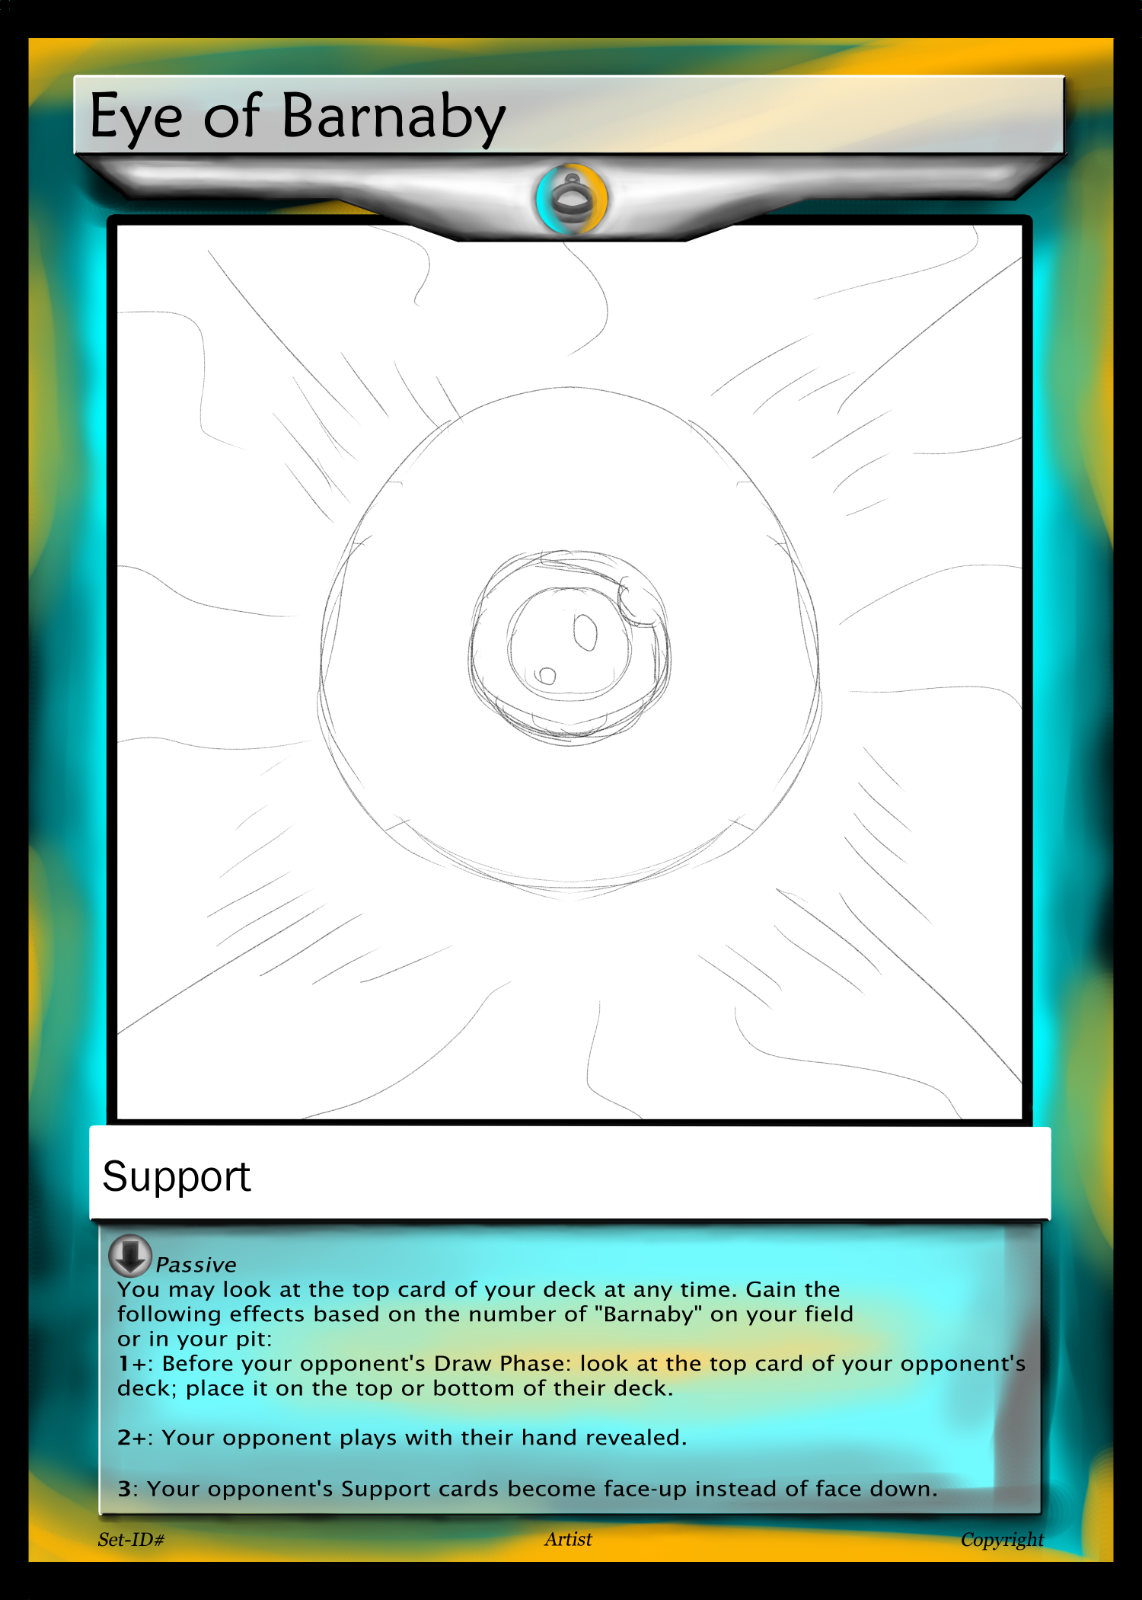 Eye of Barnaby
Support
Passive
You may look at the top card of your deck at any time. Gain the
following effects based on the number of "Barnaby" on your field
or in your pit:
1+: Before your opponent's Draw Phase: look at the top card of your opponent's
deck; place it on the top or bottom of their deck.
2+: Your opponent plays with their hand revealed.
3: Your opponent's Support cards become face-up instead of face down.
Set-ID#
Artist
Copyright